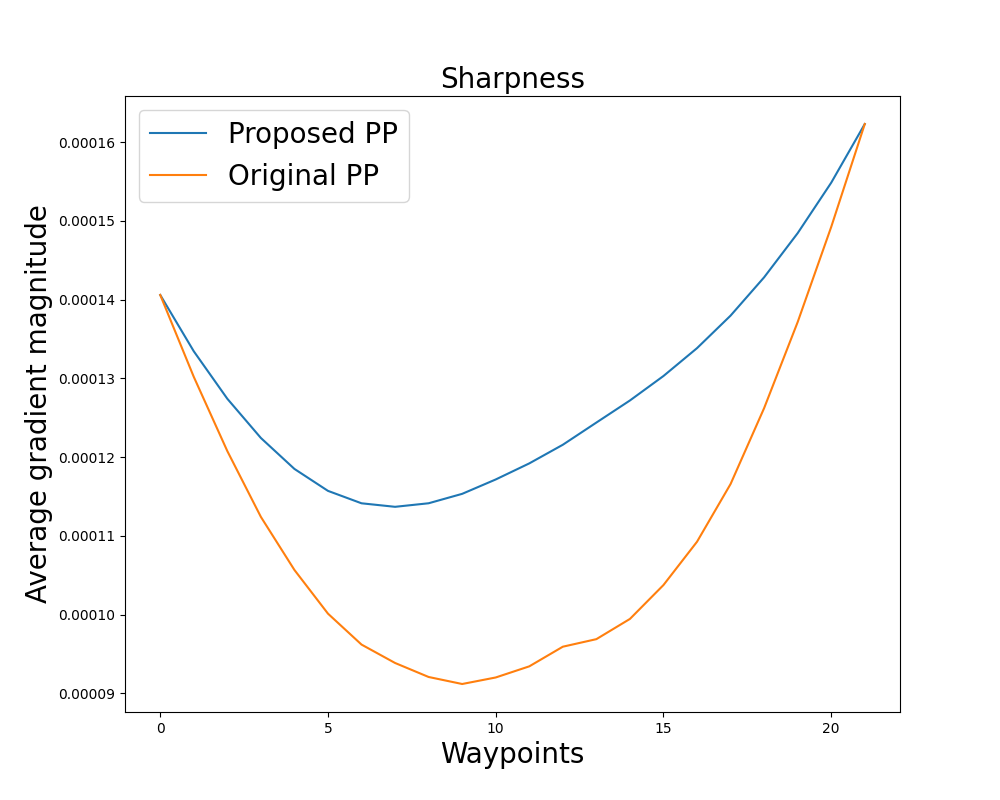 Sharpness
Proposed PP
Original PP
Average gradient magnitude
0.00016
0.00015
0.00014
0.00013
0.00012
0.00011
0.00010
0.00009
0 5 10 15 20
Waypoints